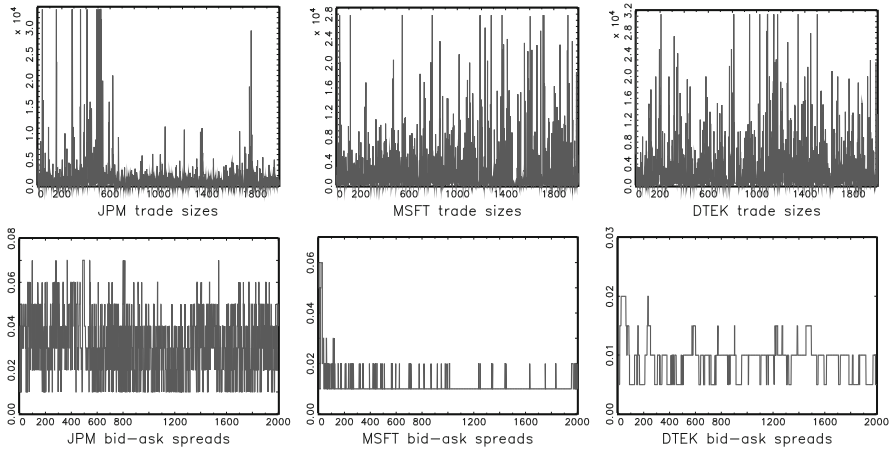 × 10⁴
0.0 0.5 1.0 1.5 2.0 2.5 3.0
0 200 600 1000 1400 1800
JPM trade sizes
× 10⁴
0.0 0.4 0.8 1.2 1.6 2.0 2.4 2.8
0 200 600 1000 1400 1800
MSFT trade sizes
× 10⁴
0.0 0.4 0.8 1.2 1.6 2.0 2.4 2.8 3.2
0 200 600 1000 1400 1800
DTEK trade sizes
0.00 0.02 0.04 0.06 0.08
0 200 400 600 800 1200 1600 2000
JPM bid−ask spreads
0.00 0.02 0.04 0.06
0 200 400 600 800 1200 1600 2000
MSFT bid−ask spreads
0.00 0.01 0.02 0.03
0 200 400 600 800 1200 1600 2000
DTEK bid−ask spreads